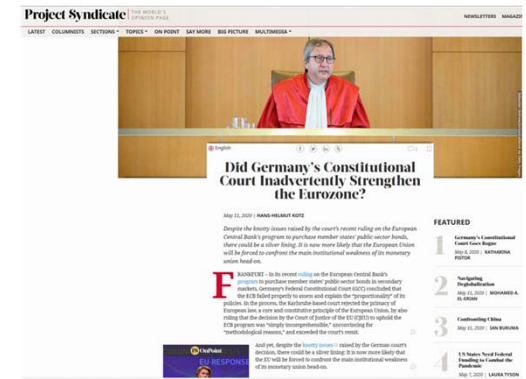 Project Syndicate
THE WORLD'S
OPINION PAGE
NEWSLETTERS
LATEST COLUMNISTS SECTIONS TOPICS ON POINT SAY MORE BIG PICTURE MULTIMEDIA
English
Did Germany's Constitutional
Court Inadvertently Strengthen
the Eurozone?
May 13, 2020 | HANS-HELMUT KOTZ
Despite the knotty issues raised by the court's recent ruling on the European
Central Bank's program to purchase member states' public-sector bonds,
there could be a silver lining. It is now more likely that the European Union
will be forced to confront the main institutional weakness of its monetary
union head-on.
FRANKFURT – In its recent ruling on the European Central Bank's
program to purchase member states' public-sector bonds in secondary
markets, Germany's Federal Constitutional Court (GCC) concluded that
the ECB failed properly to assess and explain the "proportionality" of its
policies. In the process, the Karlsruhe-based court rejected the primacy of
European law, a core and constitutive principle of the European Union. By also
ruling that the decision by the Court of Justice of the EU (CJEU) to uphold the
ECB program was "simply incomprehensible," unconvincing for
"methodological reasons," and exceeded the court's remit.
And yet, despite the knotty issues raised by the German court's
decision, there could be a silver lining: It is now more likely that
the EU will be forced to confront the main institutional weakness
of its monetary union head-on.
OnPoint
EU RESPONSE
FEATURED
1
Germany's Constitutional
Court Goes Rogue
May 8, 2020 | KATHARINA
PISTOR
2
Navigating
Deglobalization
May 11, 2020 | MOHAMED A.
EL-ERIAN
3
Confronting China
May 11, 2020 | IAN BURUMA
4
US States Need Federal
Funding to Combat the
Pandemic
May 7, 2020 | LAURA TYSON